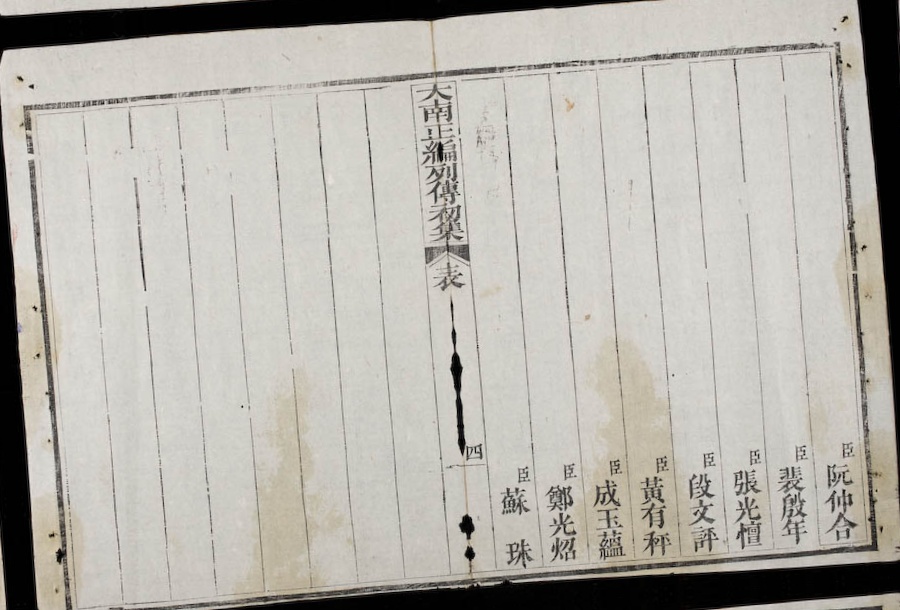 臣阮仲合
臣裴殷年
臣張光憻
臣段文評
臣黃有秤
臣成玉蘊
臣鄭光炤
臣蘇珠
大南正編列傳初集
表
四